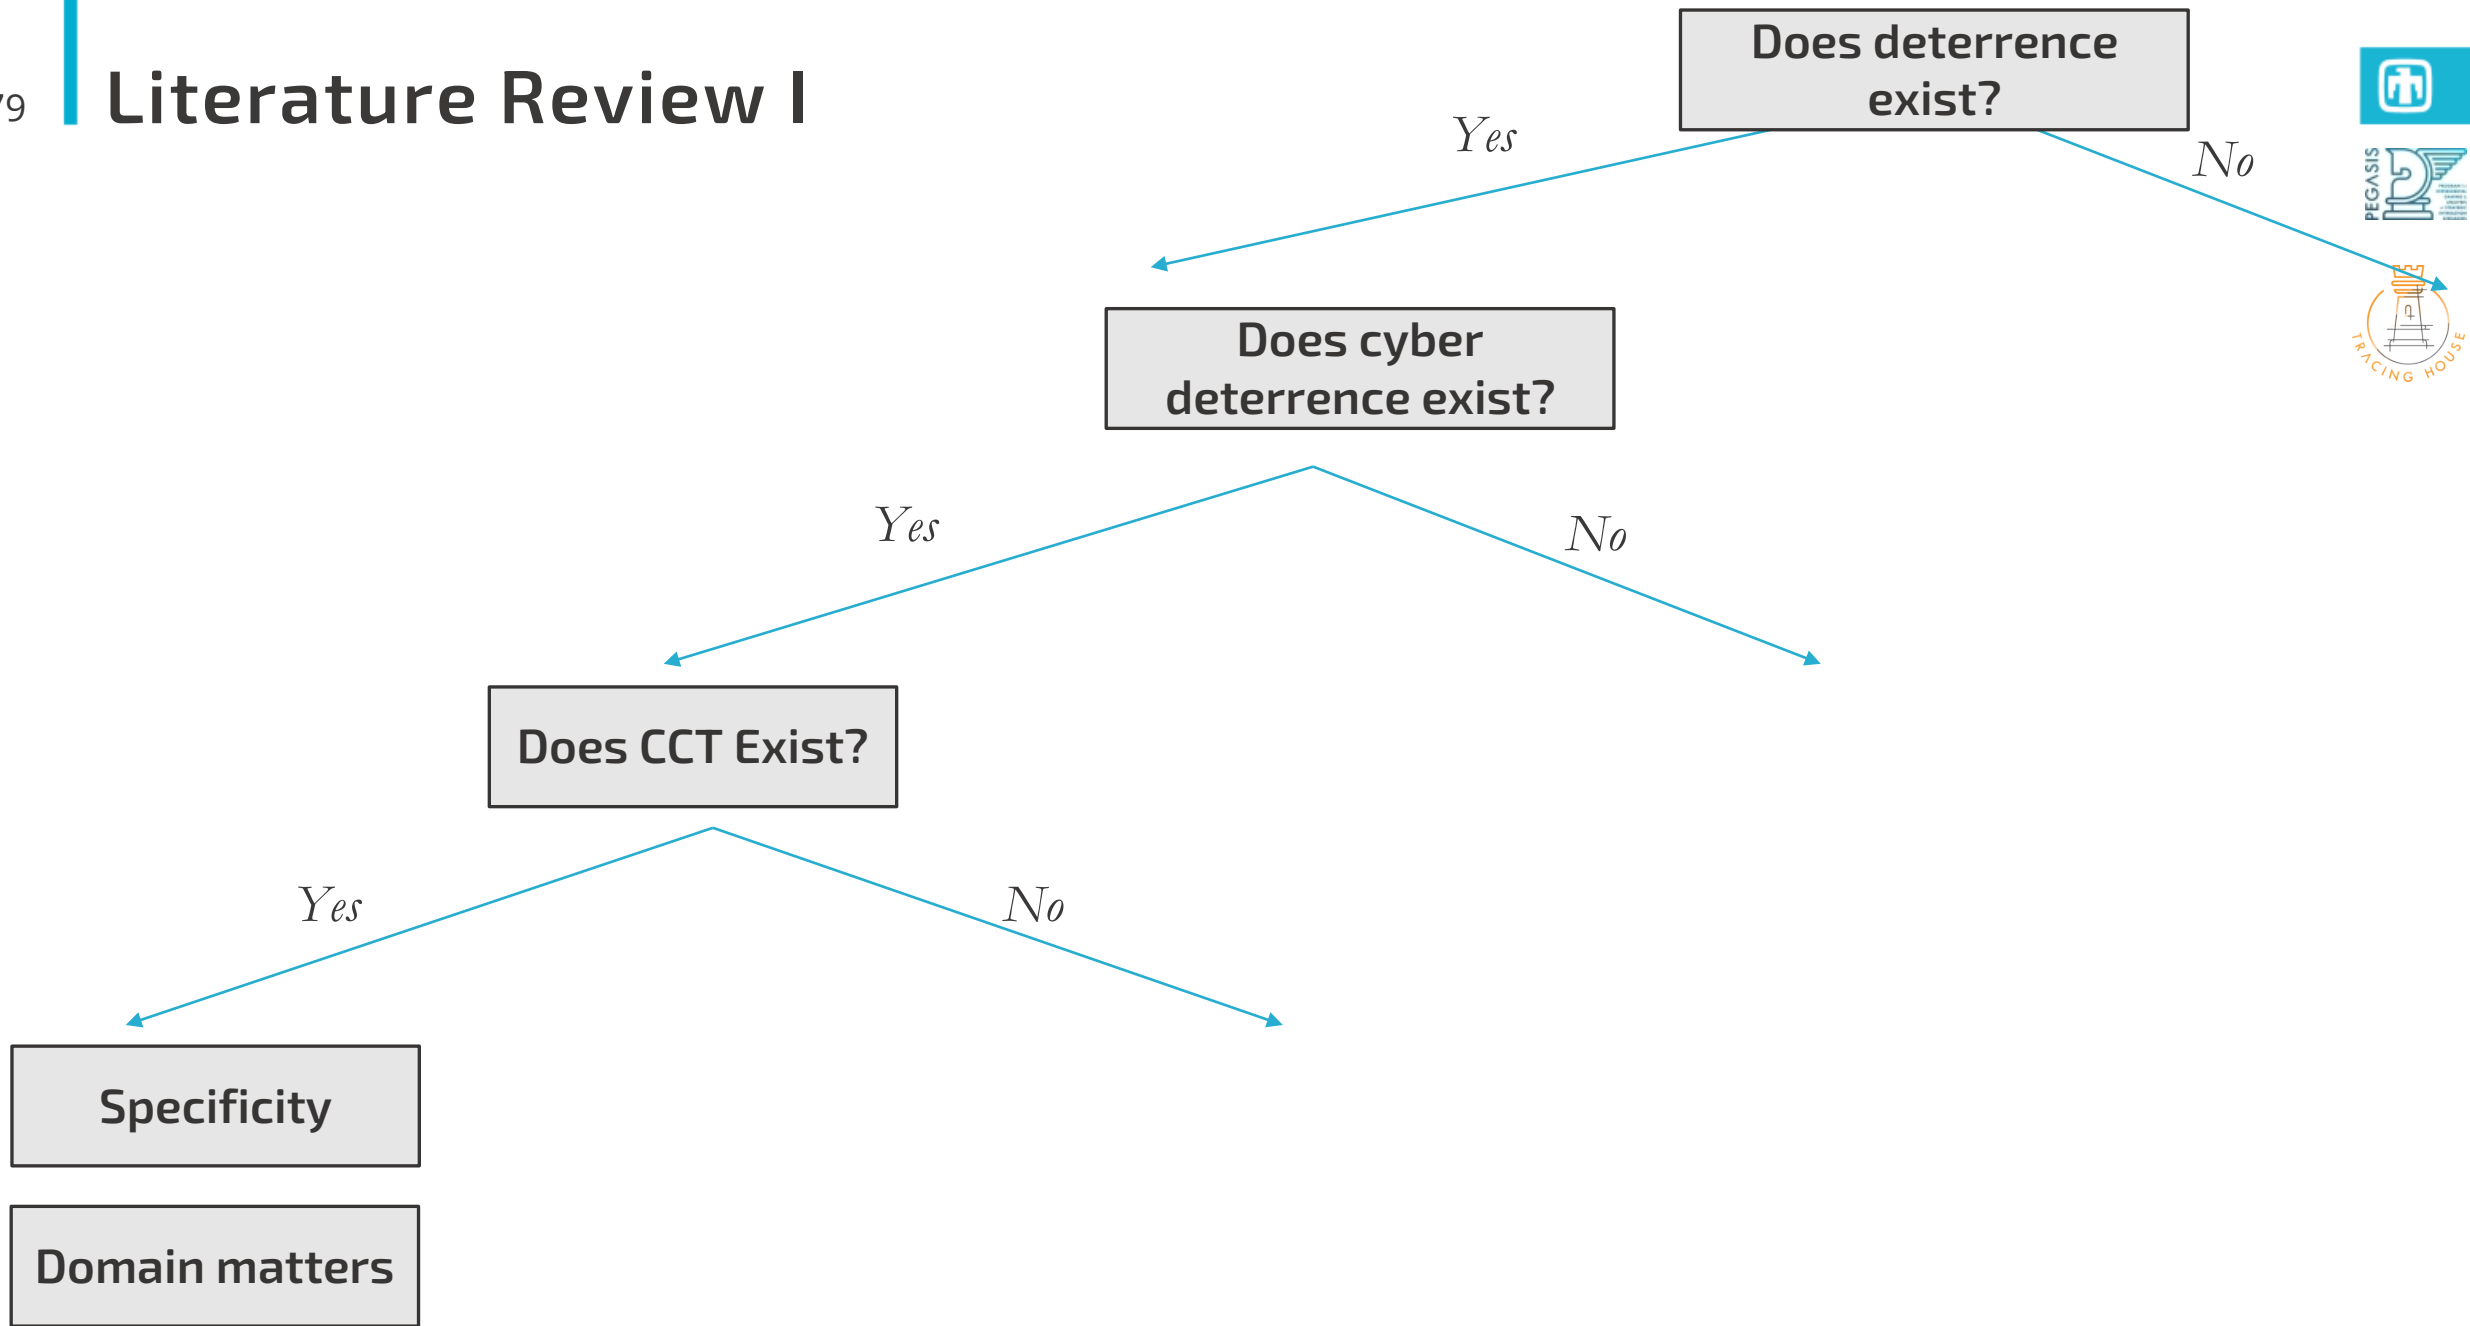 79
Literature Review I
Does deterrence
exist?
Yes
No
PEGASIS
TRACING HOUSE
Does cyber
deterrence exist?
Yes
No
Does CCT Exist?
Yes
No
Specificity
Domain matters